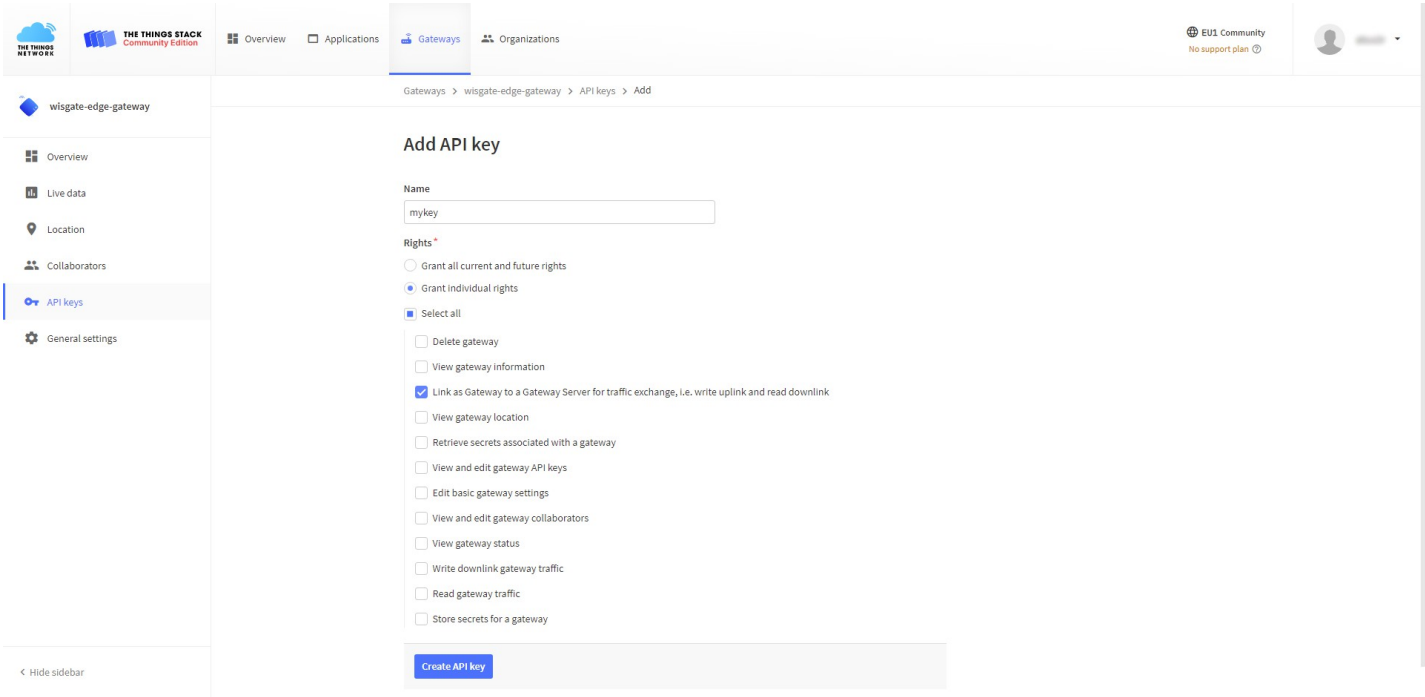 THE THINGS NETWORK
THE THINGS STACK
Community Edition
Overview
Applications
Gateways
Organizations
EU1 Community
No support plan
wisgate-edge-gateway
Gateways > wisgate-edge-gateway > API keys > Add
Overview
Live data
Location
Collaborators
API keys
General settings
Add API key
Name
mykey
Rights *
Grant all current and future rights
Grant individual rights
Select all
Delete gateway
View gateway information
Link as Gateway to a Gateway Server for traffic exchange, i.e. write uplink and read downlink
View gateway location
Retrieve secrets associated with a gateway
View and edit gateway API keys
Edit basic gateway settings
View and edit gateway collaborators
View gateway status
Write downlink gateway traffic
Read gateway traffic
Store secrets for a gateway
Create API key
< Hide sidebar